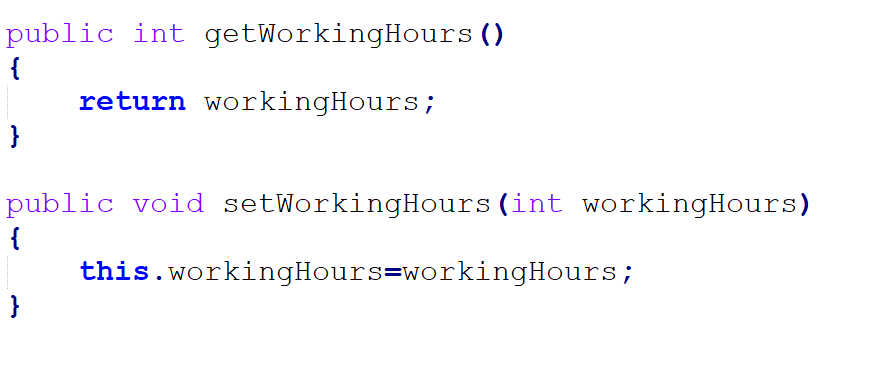 public int getWorkingHours()
{
    return workingHours;
}

public void setWorkingHours(int workingHours)
{
    this.workingHours=workingHours;
}